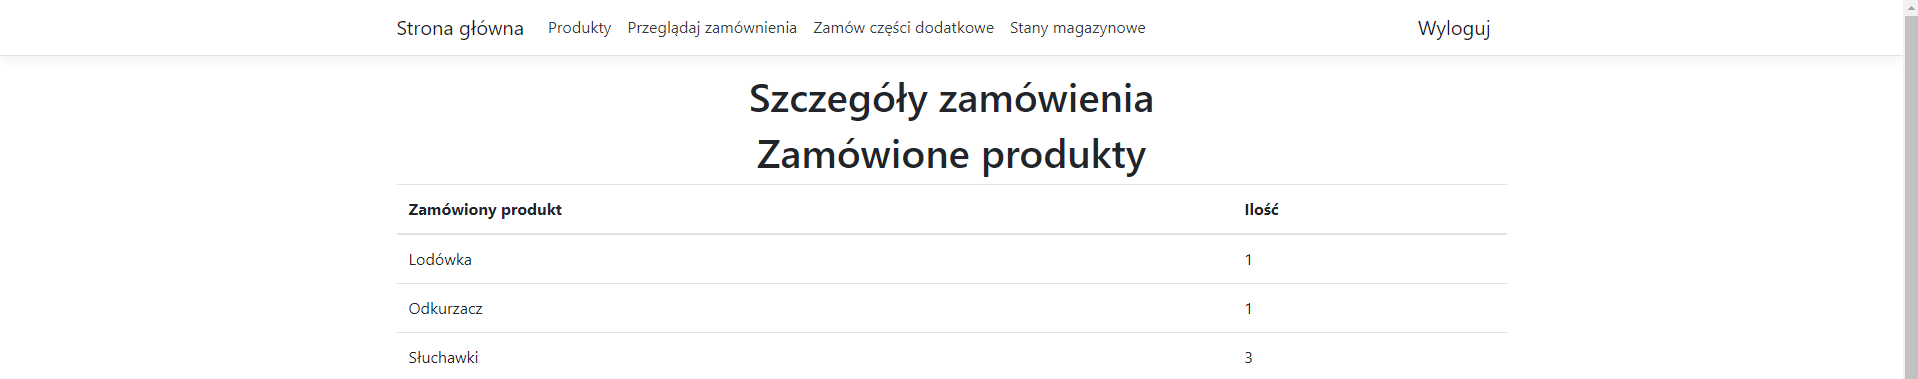 Strona główna Produkty Przeglądaj zamównienia Zamów części dodatkowe Stany magazynowe Wyloguj
Szczegóły zamówienia
Zamówione produkty
Zamówiony produkt Ilość
Lodówka 1
Odkurzacz 1
Słuchawki 3